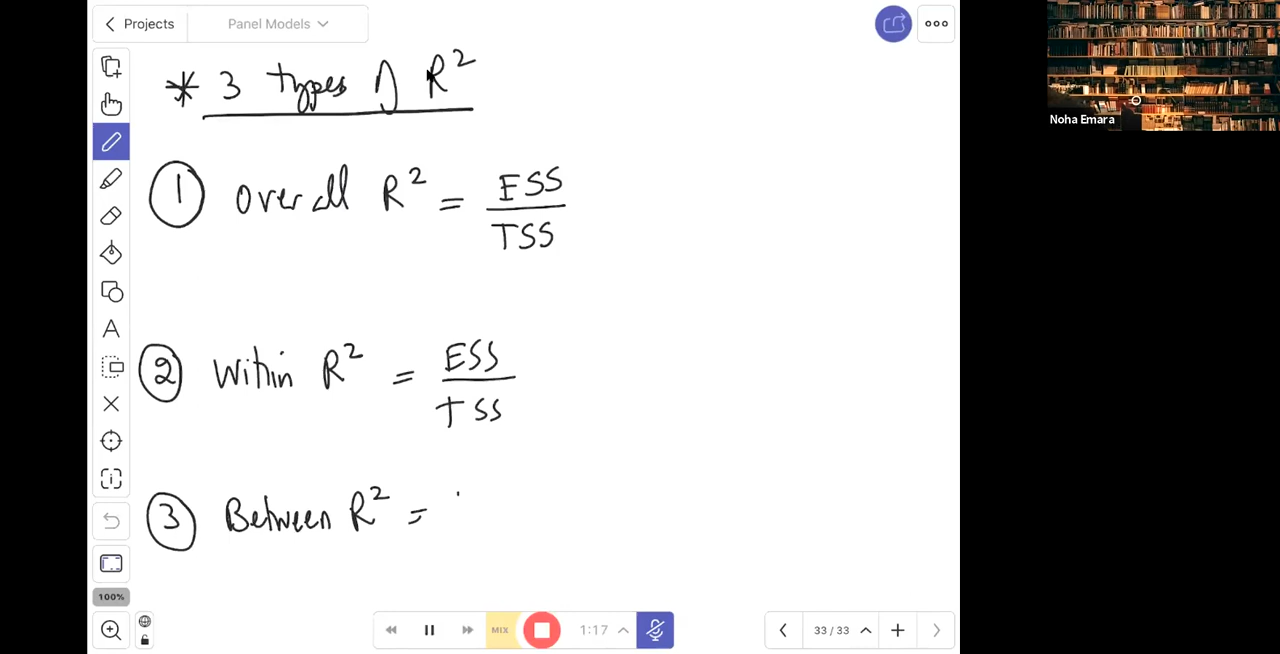 Projects
Panel Models
Noha Emara
* 3 types of R²
① Overall R² = ESS / TSS
② Within R² = ESS / TSS
③ Between R² =
A
100%
MIX
1:17
33 / 33